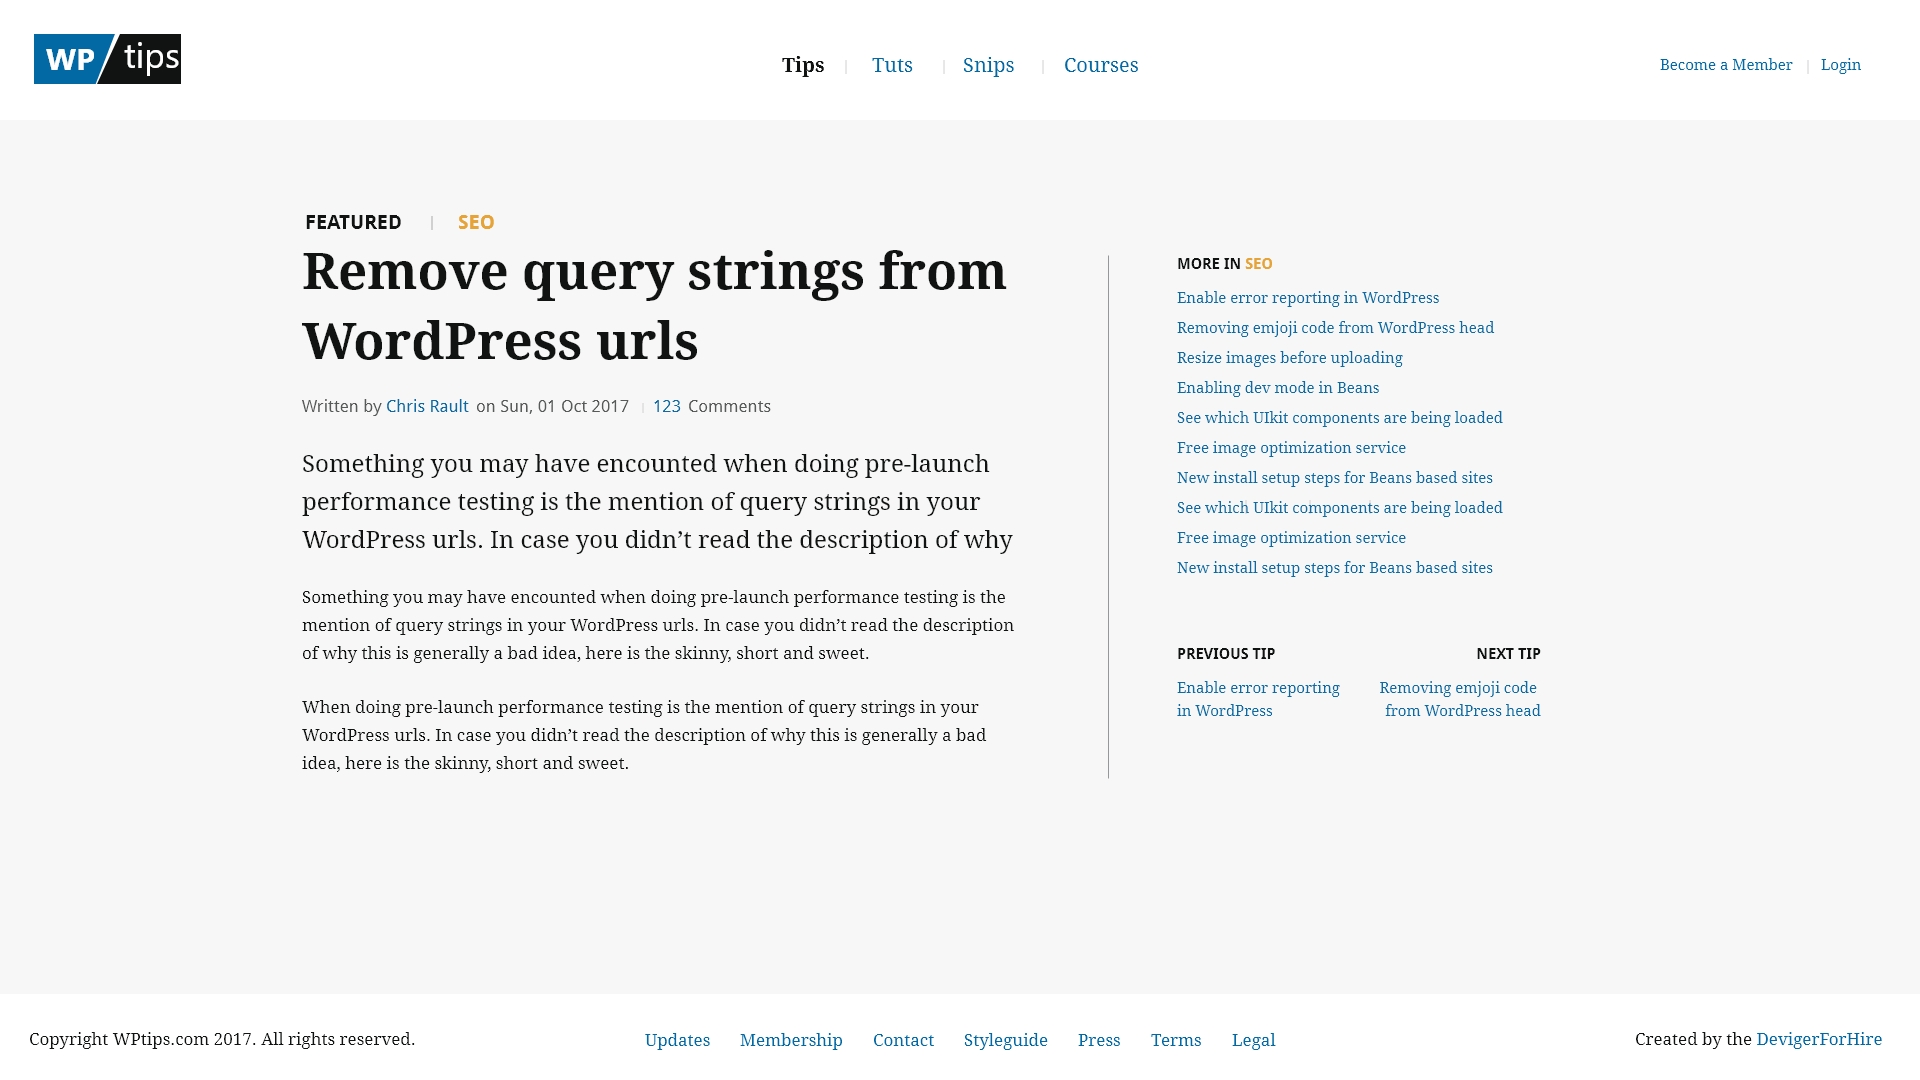 WP tips
Tips | Tuts | Snips | Courses
Become a Member | Login
FEATURED | SEO
Remove query strings from
WordPress urls
Written by Chris Rault on Sun, 01 Oct 2017 | 123 Comments
Something you may have encounted when doing pre-launch
performance testing is the mention of query strings in your
WordPress urls. In case you didn’t read the description of why
Something you may have encounted when doing pre-launch performance testing is the
mention of query strings in your WordPress urls. In case you didn’t read the description
of why this is generally a bad idea, here is the skinny, short and sweet.
When doing pre-launch performance testing is the mention of query strings in your
WordPress urls. In case you didn’t read the description of why this is generally a bad
idea, here is the skinny, short and sweet.
MORE IN SEO
Enable error reporting in WordPress
Removing emjoji code from WordPress head
Resize images before uploading
Enabling dev mode in Beans
See which UIkit components are being loaded
Free image optimization service
New install setup steps for Beans based sites
See which UIkit components are being loaded
Free image optimization service
New install setup steps for Beans based sites
PREVIOUS TIP
Enable error reporting
in WordPress
NEXT TIP
Removing emjoji code
from WordPress head
Copyright WPtips.com 2017. All rights reserved.
Updates Membership Contact Styleguide Press Terms Legal
Created by the DevigerForHire